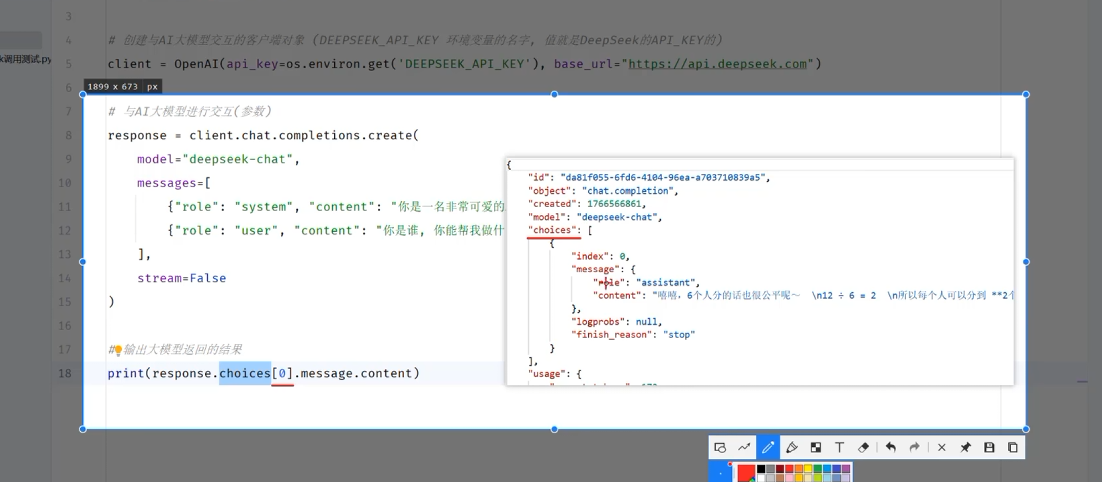 3
4 # 创建与AI大模型交互的客户端对象 (DEEPSEEK_API_KEY 环境变量的名字, 值就是DeepSeek的API_KEY的)
k调用测试.py
5 client = OpenAI(api_key=os.environ.get('DEEPSEEK_API_KEY'), base_url="https://api.deepseek.com")
6
1899 x 673 px
7 # 与AI大模型进行交互(参数)
8 response = client.chat.completions.create(
9 model="deepseek-chat",
10 messages=[
11 {"role": "system", "content": "你是一名非常可爱的
12 {"role": "user", "content": "你是谁, 你能帮我做什
13 ],
14 stream=False
15 )
16
17 # 输出大模型返回的结果
18 print(response.choices[0].message.content)
{
"id": "da81f055-6fd6-4104-96ea-a703710839a5",
"object": "chat.completion",
"created": 1766566861,
"model": "deepseek-chat",
"choices": [
{
"index": 0,
"message": {
"role": "assistant",
"content": "嘻嘻，6个人分的话也很公平呢～ \n12 ÷ 6 = 2 \n所以每个人可以分到 **2个
},
"logprobs": null,
"finish_reason": "stop"
}
],
"usage": {
T